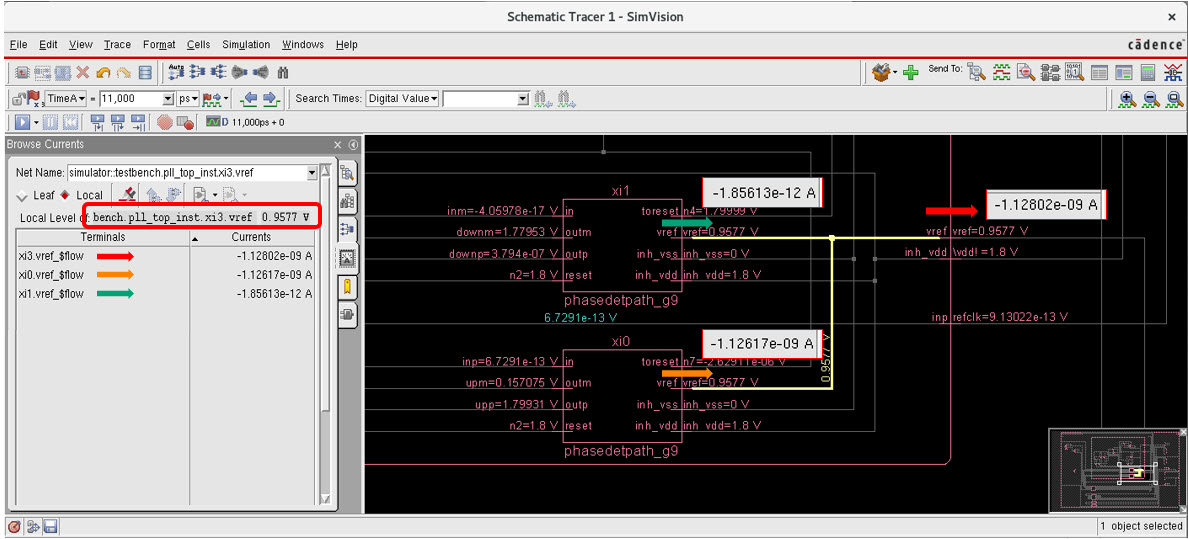 Schematic Tracer 1 - SimVision
File Edit View Trace Format Cells Simulation Windows Help
cādence
Send To:
TimeA = 11,000 ps Search Times: Digital Value
11,000ps + 0
Browse Currents
Net Name: simulator::testbench.pll_top_inst.xi3.vref
Leaf Local
Local Level of: bench.pll_top_inst.xi3.vref 0.9577 V
Terminals Currents
xi3.vref_$flow -1.12802e-09 A
xi0.vref_$flow -1.12617e-09 A
xi1.vref_$flow -1.85613e-12 A
xi1
-1.85613e-12 A
-1.12802e-09 A
inm=-4.05978e-17 V in toreset n4=1.79999 V
downm=1.77953 V outm vref vref=0.9577 V
vref vref=0.9577 V
downp=3.794e-07 V outp inh_vss inh_vss=0 V
inh_vdd \vdd! =1.8 V
n2=1.8 V reset inh_vdd inh_vdd=1.8 V
phasedetpath_g9
6.7291e-13 V
inp refclk=9.13022e-13 V
xi0
-1.12617e-09 A
0.9577 V
inp=6.7291e-13 V in toreset n7=-2.62911e-06 V
upm=0.157075 V outm vref vref=0.9577 V
upp=1.79931 V outp inh_vss inh_vss=0 V
n2=1.8 V reset inh_vdd inh_vdd=1.8 V
phasedetpath_g9
1 object selected